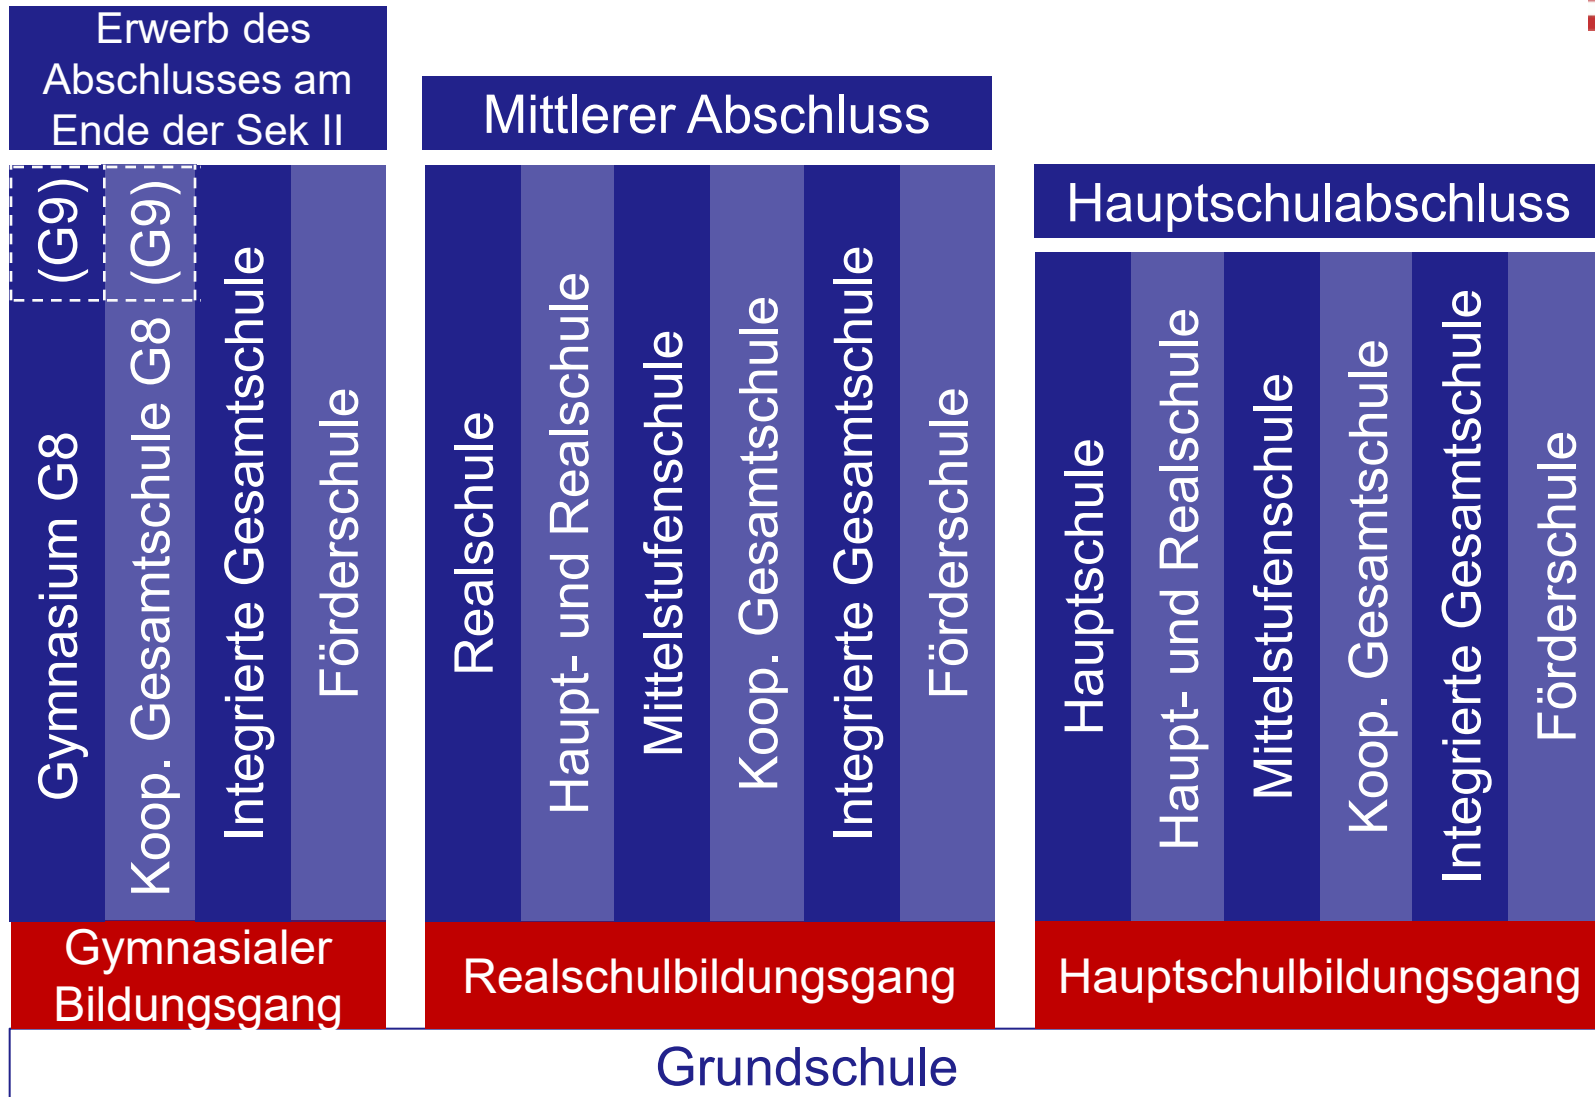 Erwerb des
Abschlusses am
Ende der Sek II
Mittlerer Abschluss
Hauptschulabschluss
Gymnasium G8 (G9)
Koop. Gesamtschule G8 (G9)
Integrierte Gesamtschule
Förderschule
Realschule
Haupt- und Realschule
Mittelstufenschule
Koop. Gesamtschule
Integrierte Gesamtschule
Förderschule
Hauptschule
Haupt- und Realschule
Mittelstufenschule
Koop. Gesamtschule
Integrierte Gesamtschule
Förderschule
Gymnasialer
Bildungsgang
Realschulbildungsgang
Hauptschulbildungsgang
Grundschule